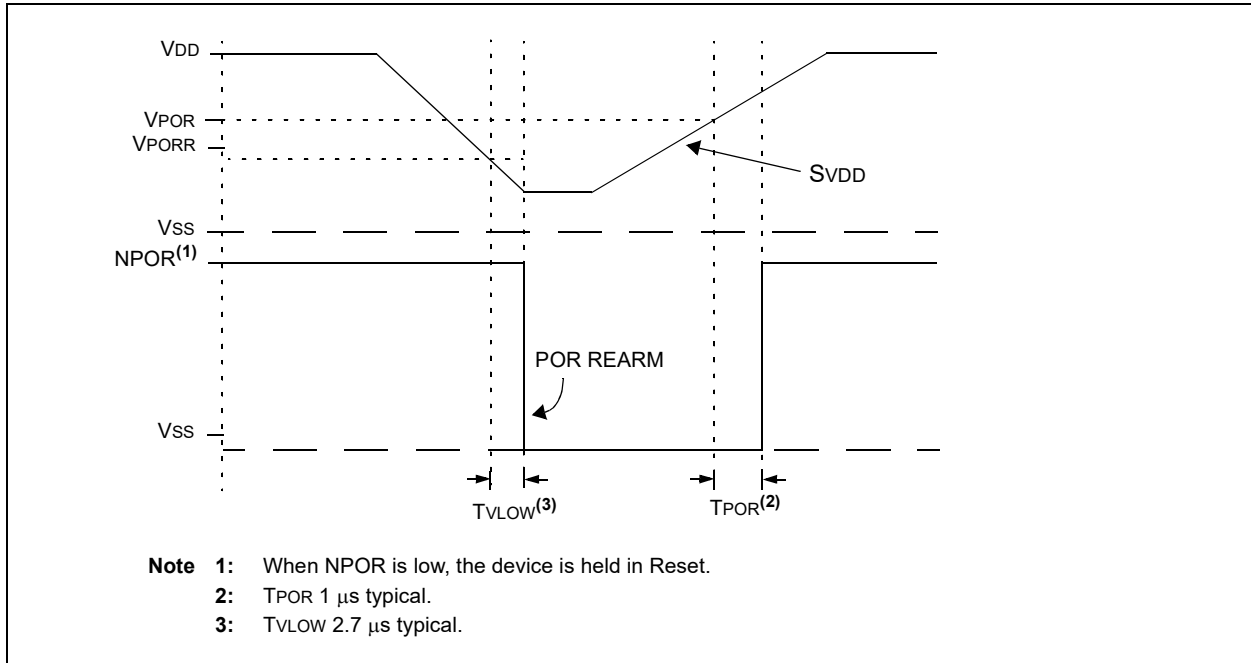 VDD
VPOR
VPORR
SVDD
VSS
NPOR(1)
POR REARM
VSS
TVLOW(3)
TPOR(2)
Note 1: When NPOR is low, the device is held in Reset.
2: TPOR 1 μs typical.
3: TVLOW 2.7 μs typical.